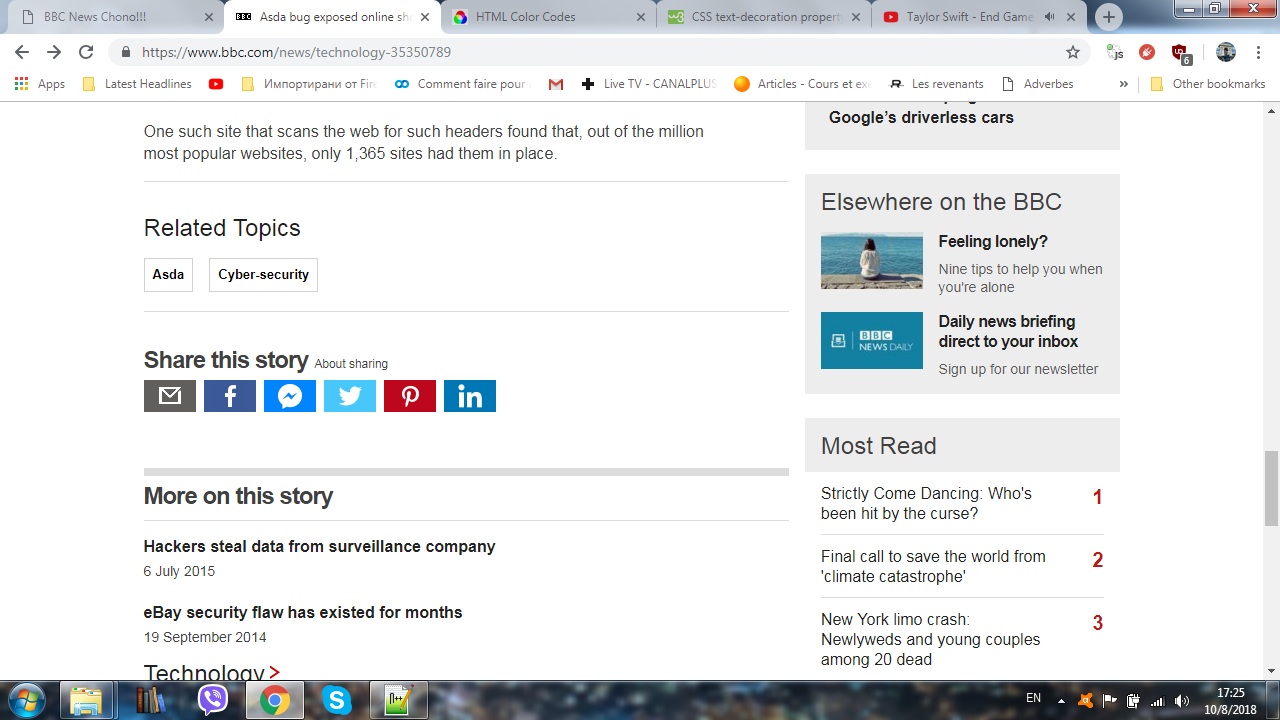 BBC News Chono!!!
Asda bug exposed online sh
HTML Color Codes
CSS text-decoration property
Taylor Swift - End Game
https://www.bbc.com/news/technology-35350789
js
6
Apps
Latest Headlines
Импортирани от Fire
Comment faire pour
Live TV - CANALPLUS
Articles - Cours et exe
Les revenants
Adverbes
»
Other bookmarks
One such site that scans the web for such headers found that, out of the million
most popular websites, only 1,365 sites had them in place.
Related Topics
Asda
Cyber-security
Share this story About sharing
f
in
More on this story
Hackers steal data from surveillance company
6 July 2015
eBay security flaw has existed for months
19 September 2014
Technology
Google's driverless cars
Elsewhere on the BBC
Feeling lonely?
Nine tips to help you when
you're alone
BBC
NEWS DAILY
Daily news briefing
direct to your inbox
Sign up for our newsletter
Most Read
Strictly Come Dancing: Who's
been hit by the curse?
1
Final call to save the world from
'climate catastrophe'
2
New York limo crash:
Newlyweds and young couples
among 20 dead
3
EN
17:25
10/8/2018